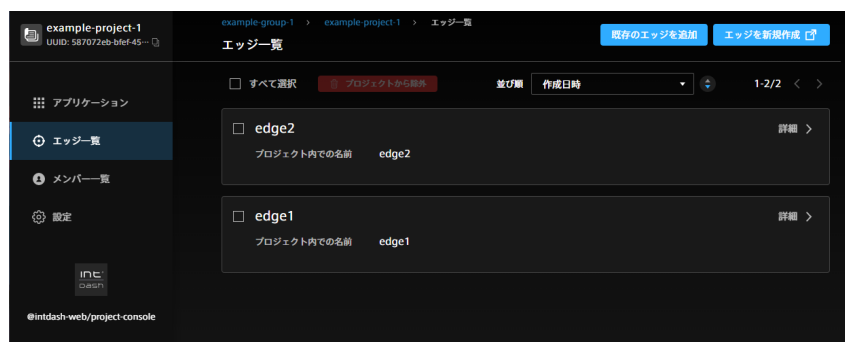 example-project-1
UUID: 587072eb-bfef-45…
アプリケーション
エッジ一覧
メンバー一覧
設定
INT
DASH
@intdash-web/project-console
example-group-1 > example-project-1 > エッジ一覧
エッジ一覧
既存のエッジを追加
エッジを新規作成
すべて選択
プロジェクトから除外
並び順
作成日時
1-2/2
edge2
詳細
プロジェクト内での名前 edge2
edge1
詳細
プロジェクト内での名前 edge1